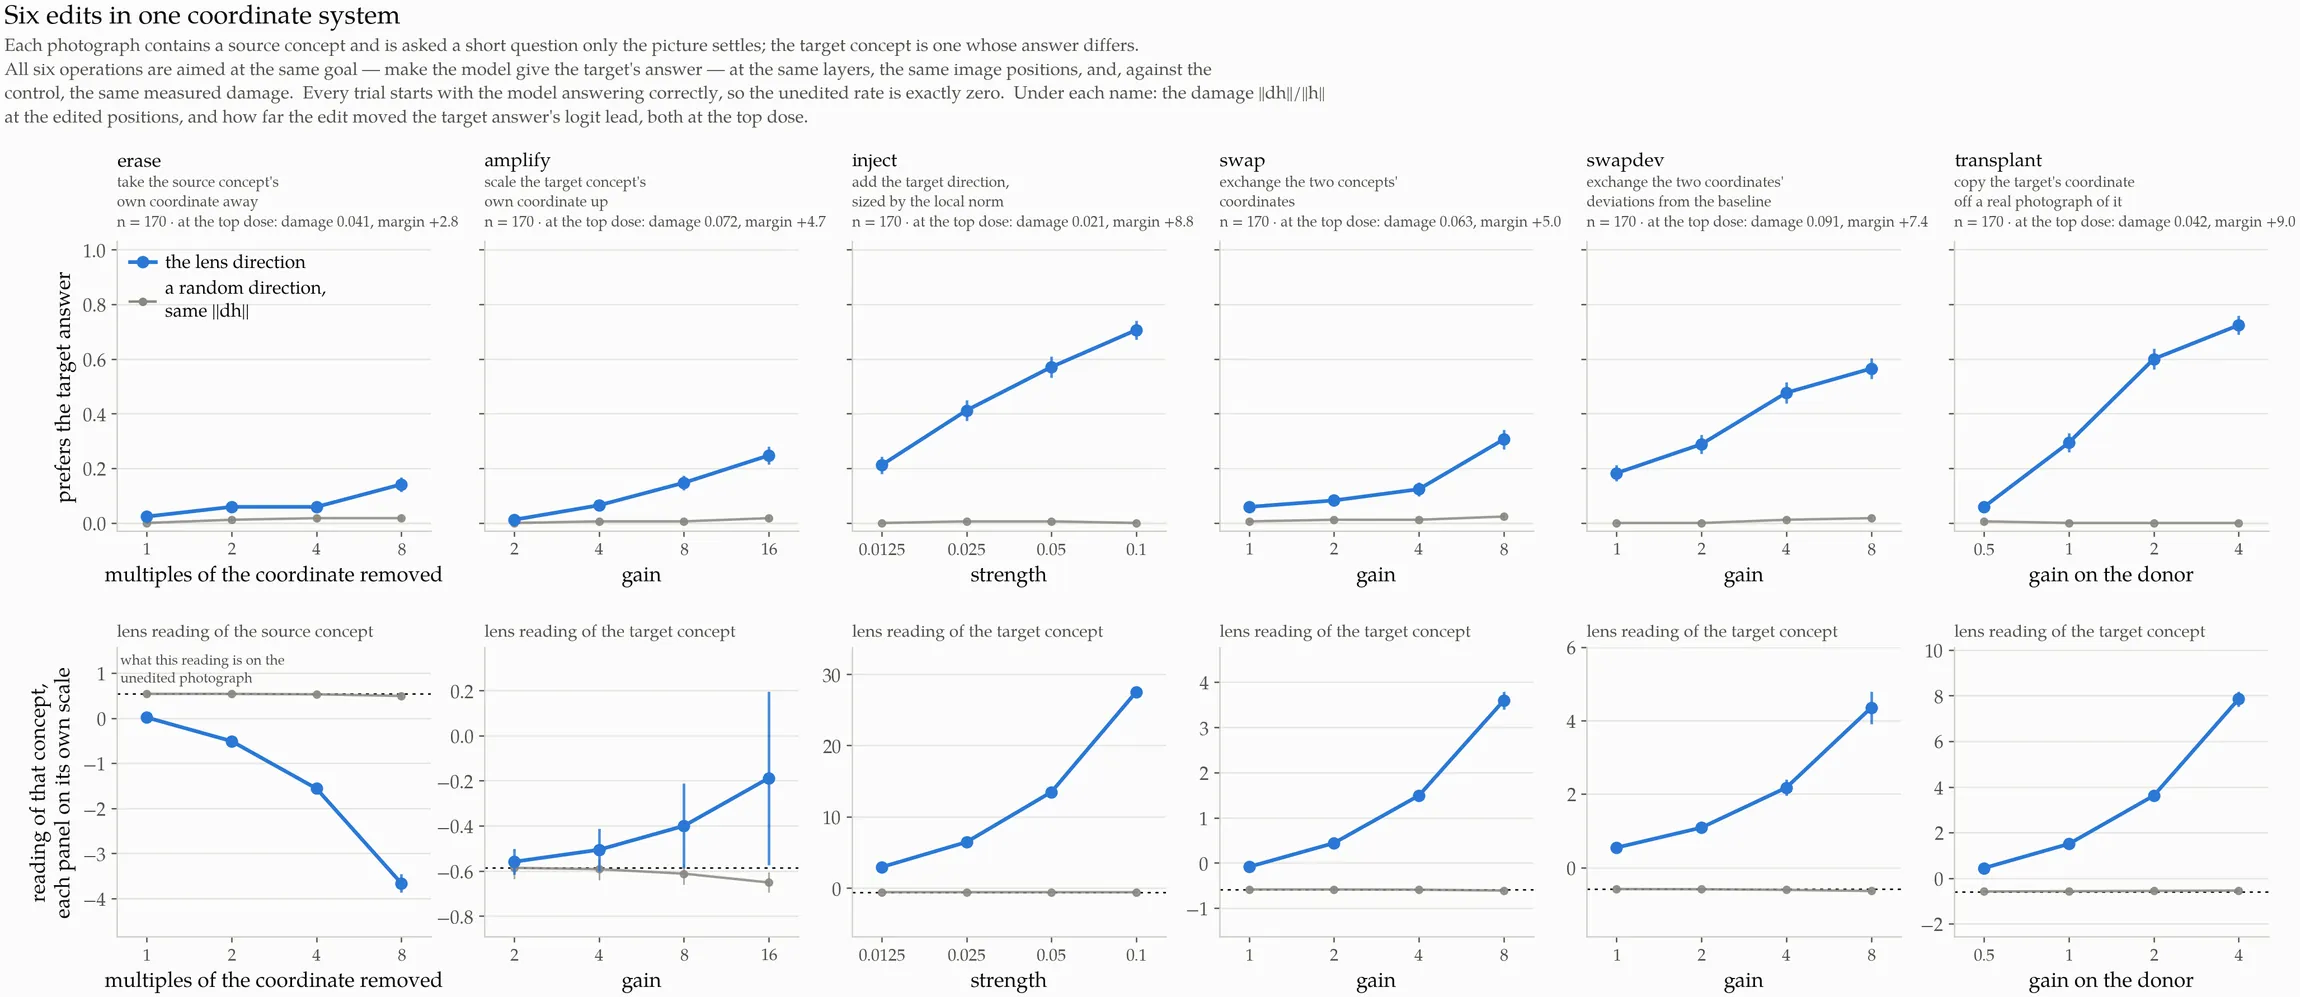 Six edits in one coordinate system
Each photograph contains a source concept and is asked a short question only the picture settles; the target concept is one whose answer differs.
All six operations are aimed at the same goal — make the model give the target's answer — at the same layers, the same image positions, and, against the
control, the same measured damage.  Every trial starts with the model answering correctly, so the unedited rate is exactly zero.  Under each name: the damage ||dh||/||h||
at the edited positions, and how far the edit moved the target answer's logit lead, both at the top dose.
erase
take the source concept's
own coordinate away
n = 170 · at the top dose: damage 0.041, margin +2.8
amplify
scale the target concept's
own coordinate up
n = 170 · at the top dose: damage 0.072, margin +4.7
inject
add the target direction,
sized by the local norm
n = 170 · at the top dose: damage 0.021, margin +8.8
swap
exchange the two concepts'
coordinates
n = 170 · at the top dose: damage 0.063, margin +5.0
swapdev
exchange the two coordinates'
deviations from the baseline
n = 170 · at the top dose: damage 0.091, margin +7.4
transplant
copy the target's coordinate
off a real photograph of it
n = 170 · at the top dose: damage 0.042, margin +9.0
prefers the target answer
1.0
0.8
0.6
0.4
0.2
0.0
the lens direction
a random direction,
same ||dh||
1 2 4 8
multiples of the coordinate removed
2 4 8 16
gain
0.0125 0.025 0.05 0.1
strength
1 2 4 8
gain
1 2 4 8
gain
0.5 1 2 4
gain on the donor
reading of that concept,
each panel on its own scale
lens reading of the source concept
what this reading is on the
unedited photograph
1
0
−1
−2
−3
−4
1 2 4 8
multiples of the coordinate removed
lens reading of the target concept
0.2
0.0
−0.2
−0.4
−0.6
−0.8
2 4 8 16
gain
lens reading of the target concept
30
20
10
0
0.0125 0.025 0.05 0.1
strength
lens reading of the target concept
4
3
2
1
0
−1
1 2 4 8
gain
lens reading of the target concept
6
4
2
0
1 2 4 8
gain
lens reading of the target concept
10
8
6
4
2
0
−2
0.5 1 2 4
gain on the donor